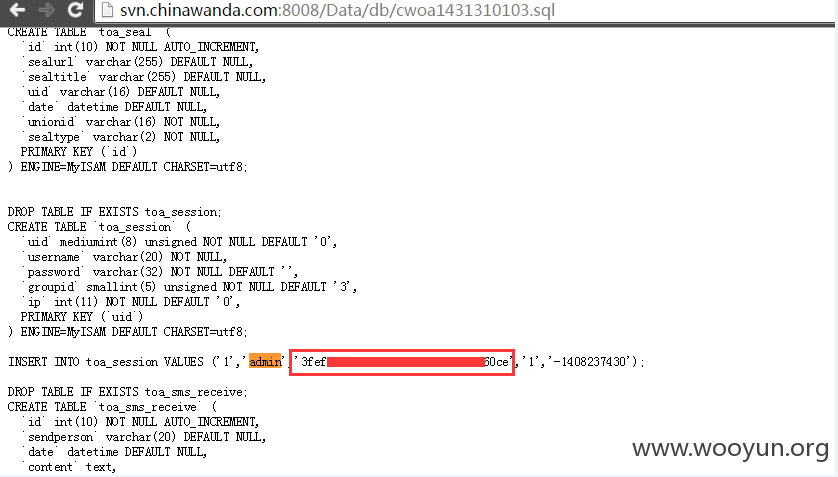 svn.chinawanda.com:8008/Data/db/cwoa1431310103.sql
CREATE TABLE `toa_seal` (
`id` int(10) NOT NULL AUTO_INCREMENT,
`sealurl` varchar(255) DEFAULT NULL,
`sealtitle` varchar(255) DEFAULT NULL,
`uid` varchar(16) DEFAULT NULL,
`date` datetime DEFAULT NULL,
`unionid` varchar(16) NOT NULL,
`sealtype` varchar(2) NOT NULL,
PRIMARY KEY (`id`)
) ENGINE=MyISAM DEFAULT CHARSET=utf8;
DROP TABLE IF EXISTS toa_session;
CREATE TABLE `toa_session` (
`uid` mediumint(8) unsigned NOT NULL DEFAULT '0',
`username` varchar(20) NOT NULL,
`password` varchar(32) NOT NULL DEFAULT '',
`groupid` smallint(5) unsigned NOT NULL DEFAULT '3',
`ip` int(11) NOT NULL DEFAULT '0',
PRIMARY KEY (`uid`)
) ENGINE=MyISAM DEFAULT CHARSET=utf8;
INSERT INTO toa_session VALUES ('1','admin','3fef 60ce','1','-1408237430');
DROP TABLE IF EXISTS toa_sms_receive;
CREATE TABLE `toa_sms_receive` (
`id` int(10) NOT NULL AUTO_INCREMENT,
`sendperson` varchar(20) DEFAULT NULL,
`date` datetime DEFAULT NULL,
`content` text,
www.wooyun.org